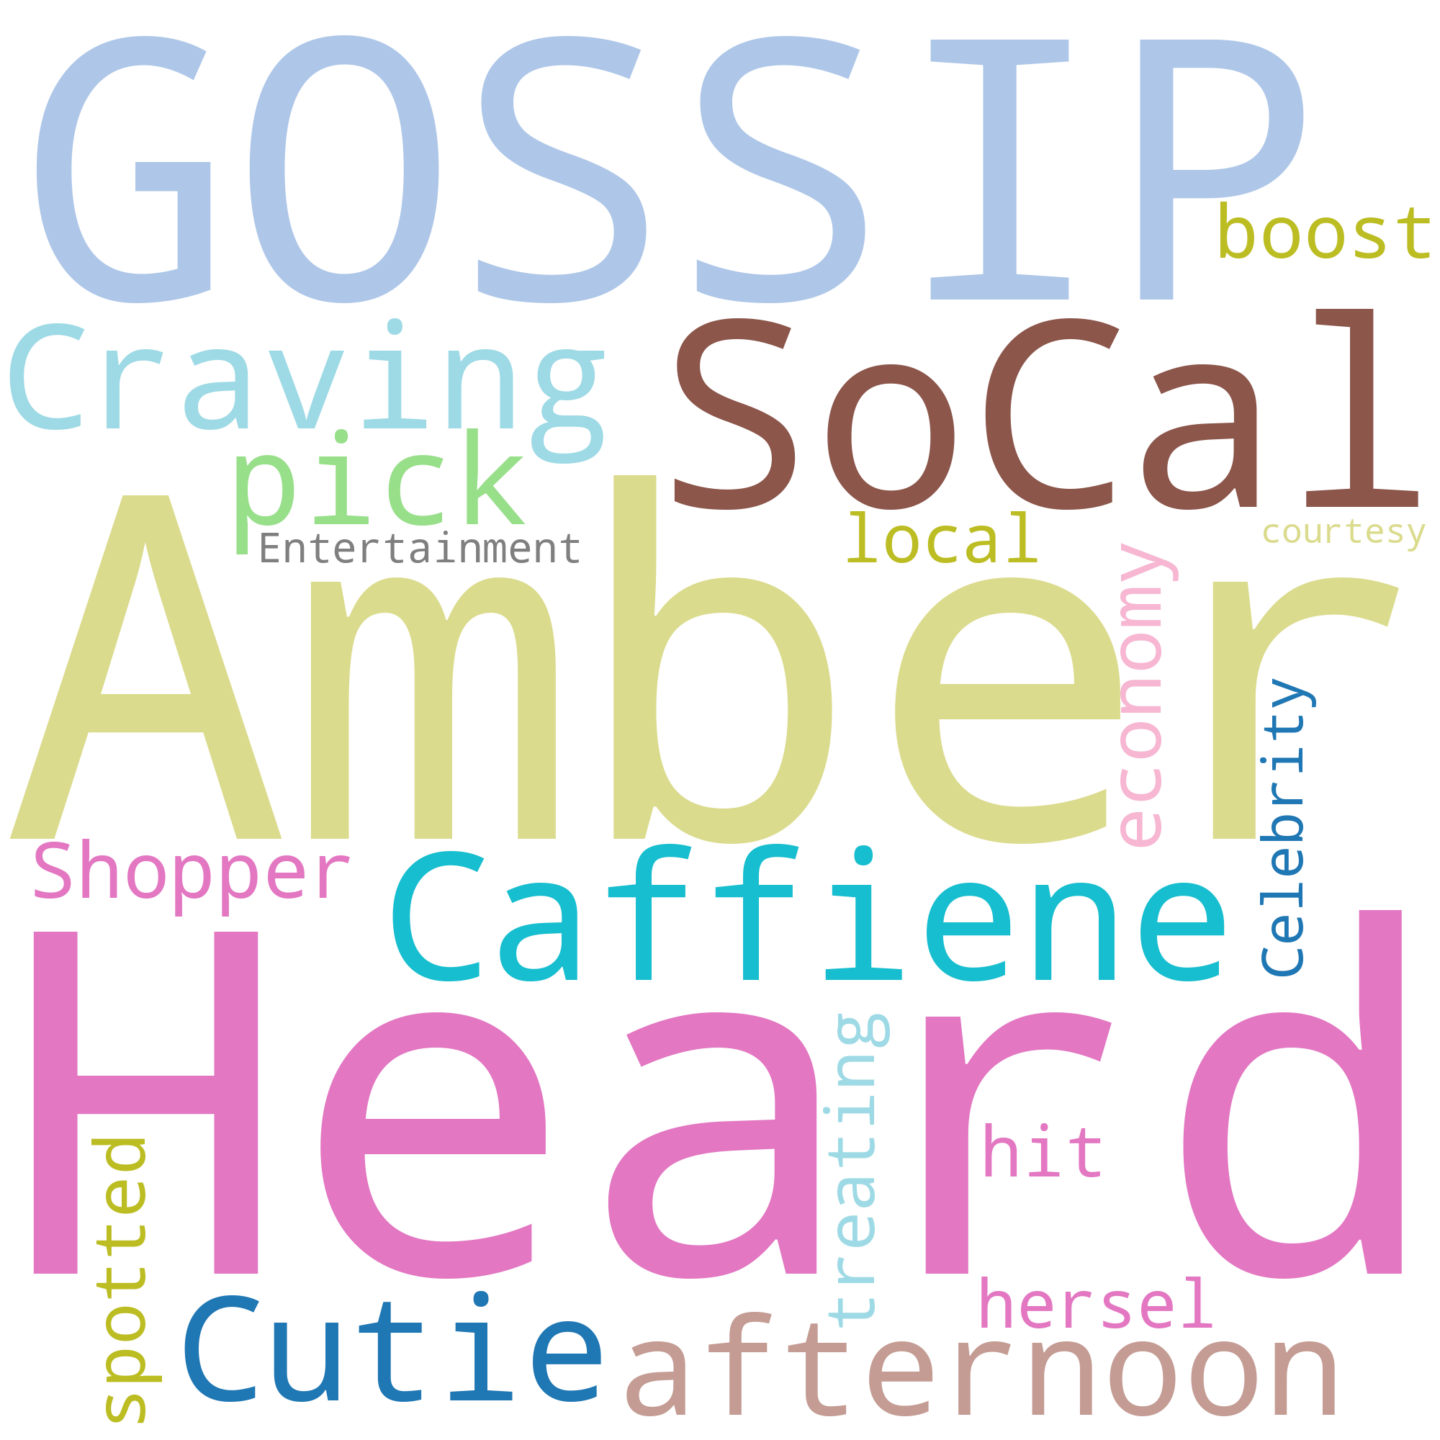 GOSSIP
boost
Craving
SoCal
pick
local
courtesy
Entertainment
Amber
economy
Celebrity
Shopper
Caffiene
Heard
treating
hit
spotted
hersel
Cutie
afternoon